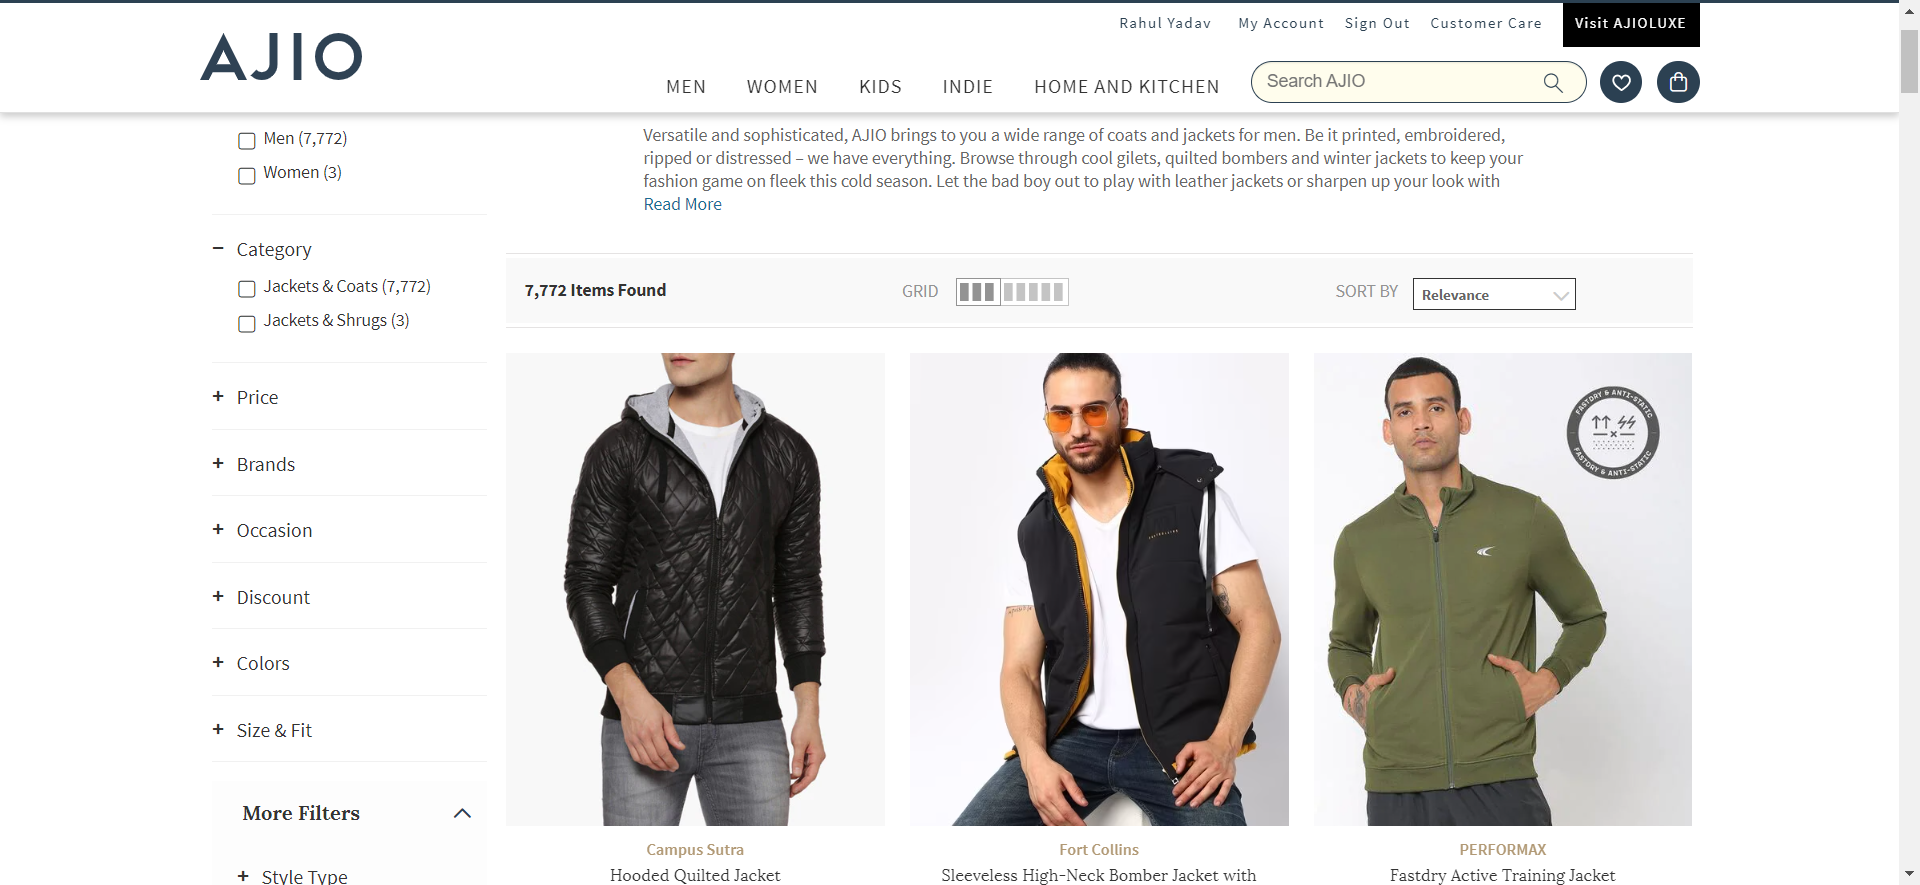 Rahul Yadav My Account Sign Out Customer Care Visit AJIOLUXE
AJIO
MEN WOMEN KIDS INDIE HOME AND KITCHEN Search AJIO
Men (7,772)
Women (3)
Category
Jackets & Coats (7,772)
Jackets & Shrugs (3)
Price
Brands
Occasion
Discount
Colors
Size & Fit
More Filters
Style Type
Versatile and sophisticated, AJIO brings to you a wide range of coats and jackets for men. Be it printed, embroidered,
ripped or distressed – we have everything. Browse through cool gilets, quilted bombers and winter jackets to keep your
fashion game on fleek this cold season. Let the bad boy out to play with leather jackets or sharpen up your look with
Read More
7,772 Items Found GRID SORT BY Relevance
FASTDRY & ANTI-STATIC
FASTDRY & ANTI-STATIC
Campus Sutra
Hooded Quilted Jacket
Fort Collins
Sleeveless High-Neck Bomber Jacket with
PERFORMAX
Fastdry Active Training Jacket